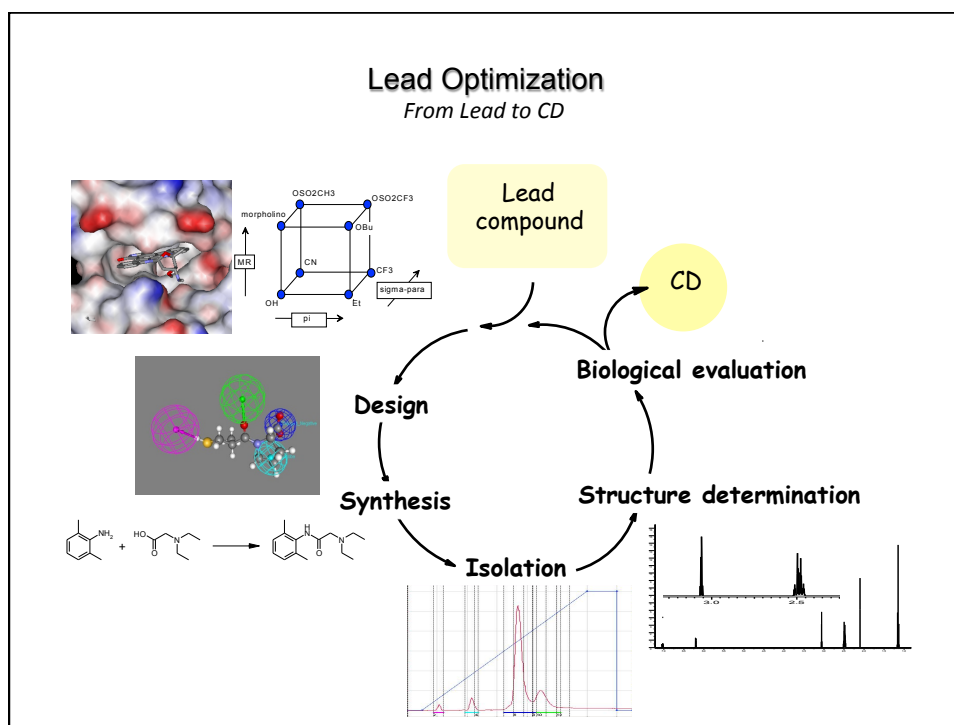 Lead Optimization
From Lead to CD
Lead
compound
CD
OSO2CH3
OSO2CF3
morpholino
OBu
MR
CN
CF3
sigma-para
OH
Et
pi
Biological evaluation
Design
Synthesis
Structure determination
Isolation
NH2
HO
O
N
+
H
N
O
N
3.0
2.5